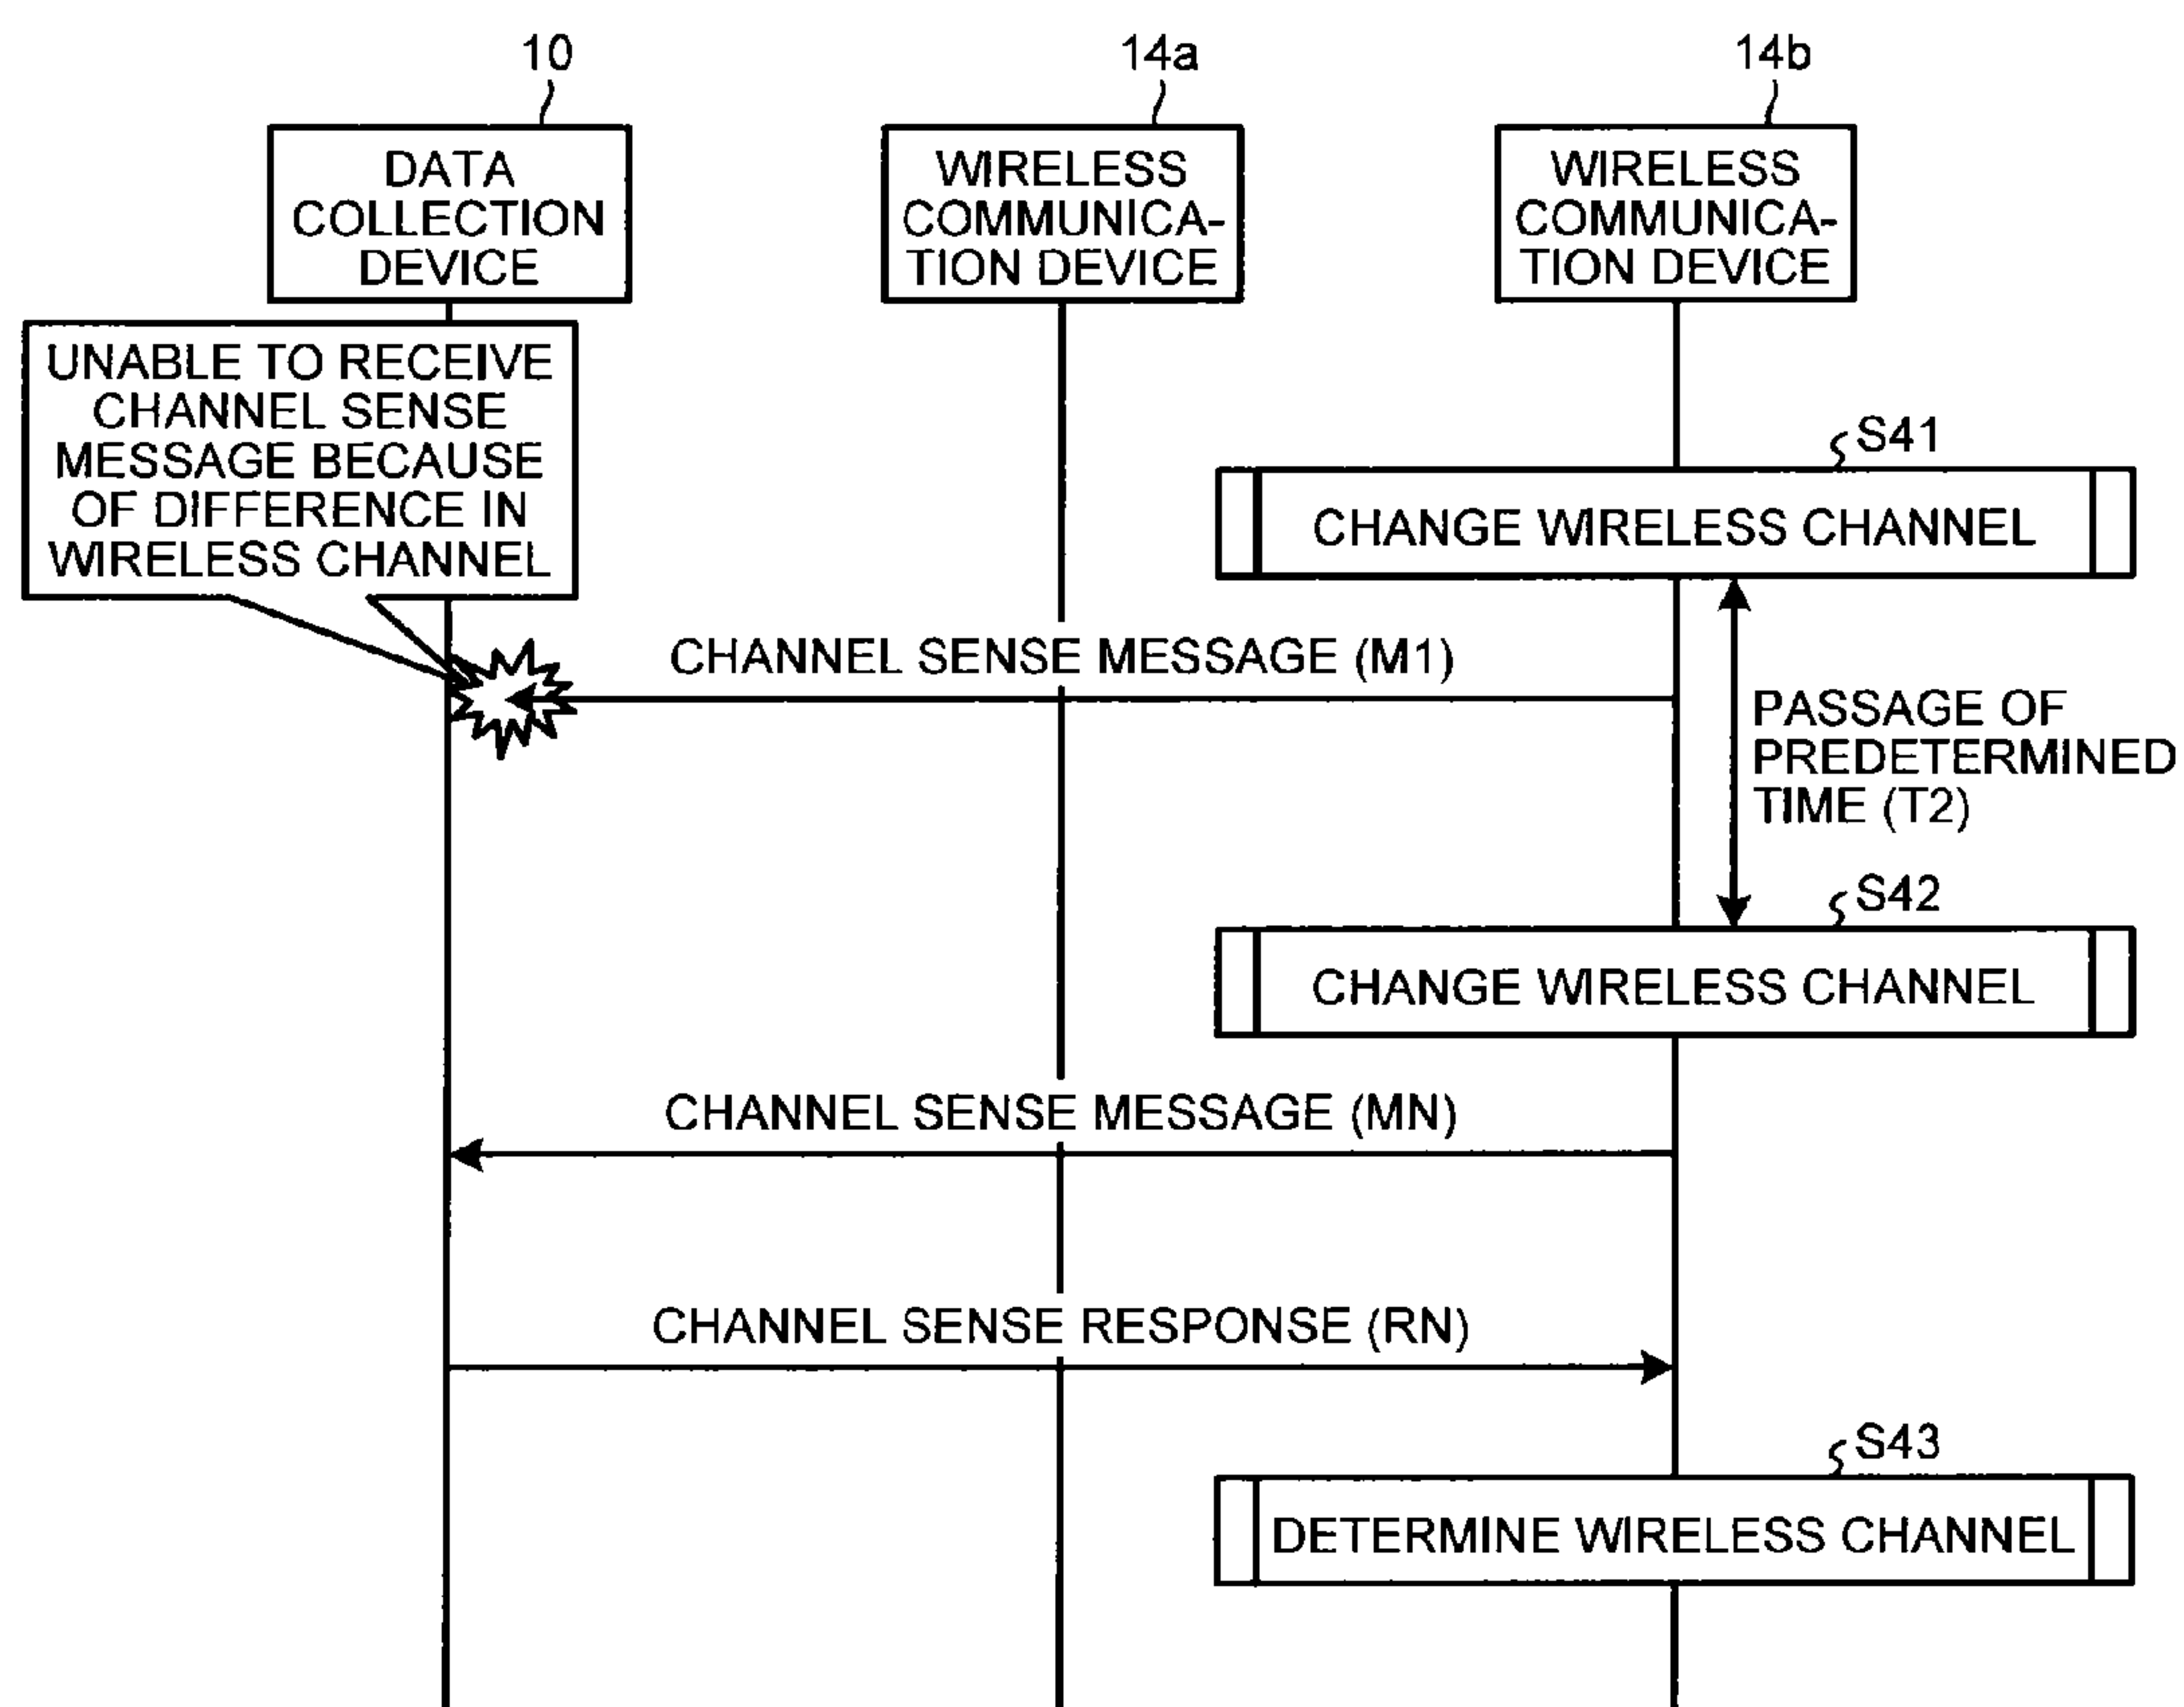 10
14a
14b
DATA
COLLECTION
DEVICE
WIRELESS
COMMUNICA-
TION DEVICE
WIRELESS
COMMUNICA-
TION DEVICE
UNABLE TO RECEIVE
CHANNEL SENSE
MESSAGE BECAUSE
OF DIFFERENCE IN
WIRELESS CHANNEL
S41
CHANGE WIRELESS CHANNEL
CHANNEL SENSE MESSAGE (M1)
PASSAGE OF
PREDETERMINED
TIME (T2)
S42
CHANGE WIRELESS CHANNEL
CHANNEL SENSE MESSAGE (MN)
CHANNEL SENSE RESPONSE (RN)
S43
DETERMINE WIRELESS CHANNEL